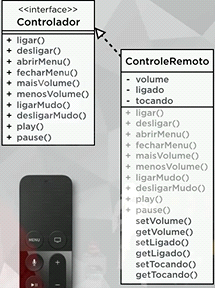 <<interface>>
Controlador
+ ligar()
+ desligar()
+ abrirMenu()
+ fecharMenu()
+ maisVolume()
+ menosVolume()
+ ligarMudo()
+ desligarMudo()
+ play()
+ pause()
ControleRemoto
- volume
- ligado
- tocando
+ ligar()
+ desligar()
+ abrirMenu()
+ fecharMenu()
+ maisVolume()
+ menosVolume()
+ ligarMudo()
+ desligarMudo()
+ play()
+ pause()
setVolume()
getVolume()
setLigado()
getLigado()
setTocando()
getTocando()
MENU